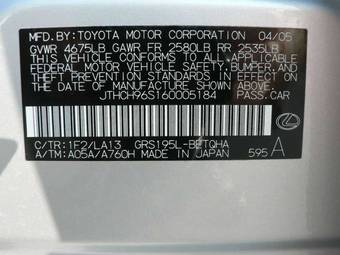 MFD. BY: TOYOTA MOTOR CORPORATION 04/05
GVWR 4675LB GAWR FR 2580LB RR 2535LB
THIS VEHICLE CONFORMS TO ALL APPLICABLE
FEDERAL MOTOR VEHICLE SAFETY, BUMPER, AND
THEFT PREVENTION STANDARDS IN EFFECT ON THE
DATE OF MANUFACTURE SHOWN ABOVE.
JTHCH96S160005184 PASS. CAR
C/TR: 1F2/LA13 GRS195L-BETQHA
A/TM: A05A/A760H MADE IN JAPAN 595 A